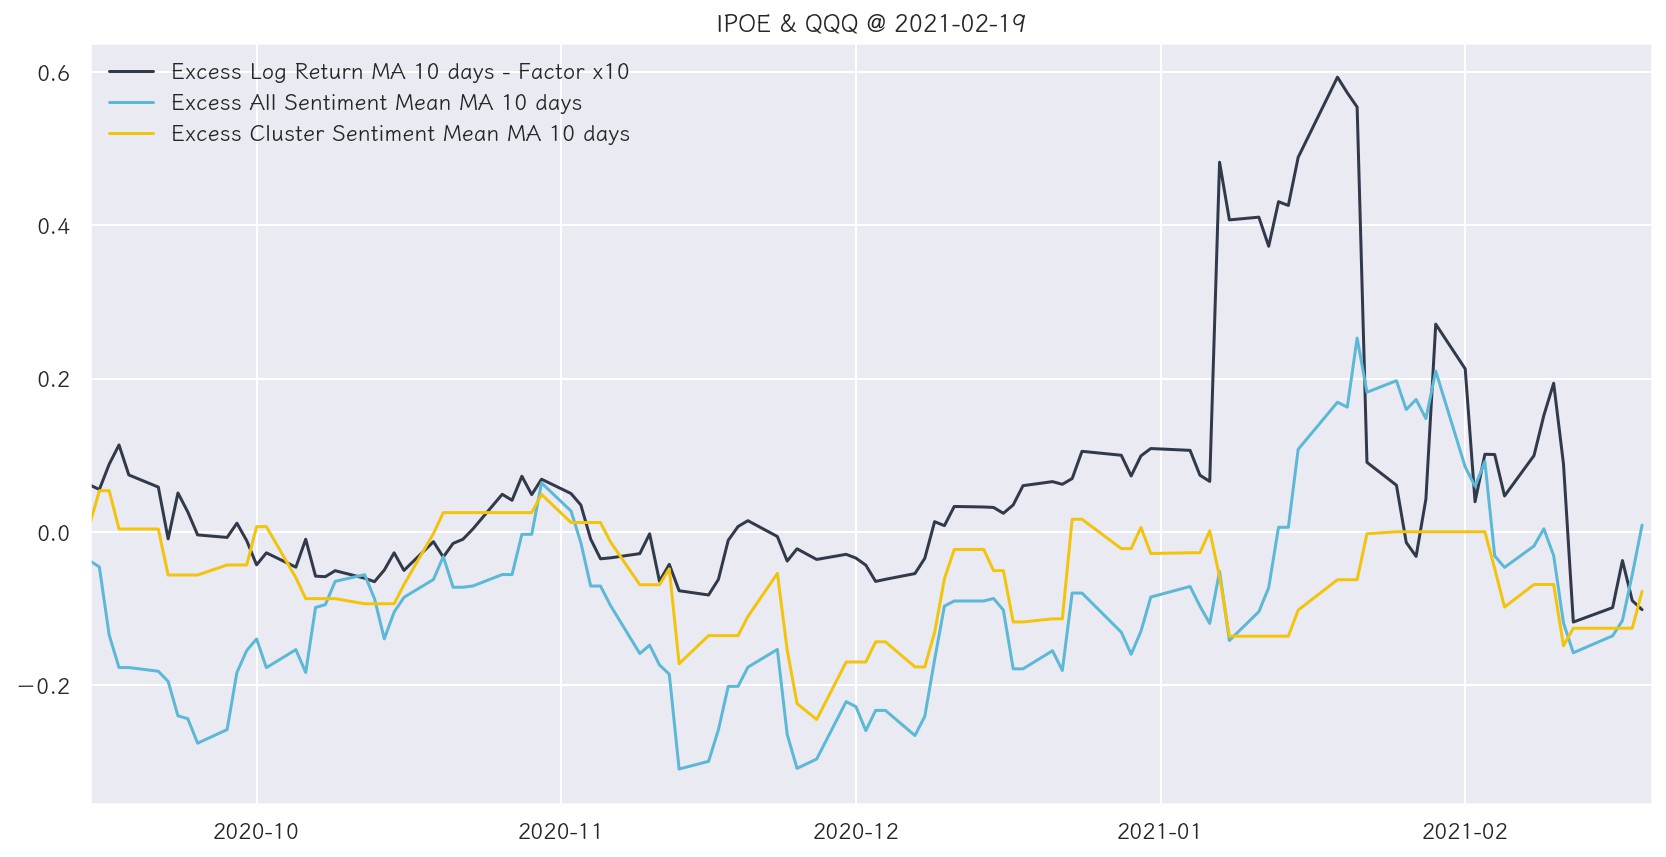 IPOE & QQQ @ 2021-02-19
Excess Log Return MA 10 days - Factor x10
Excess All Sentiment Mean MA 10 days
Excess Cluster Sentiment Mean MA 10 days
0.6
0.4
0.2
0.0
−0.2
2020-10 2020-11 2020-12 2021-01 2021-02